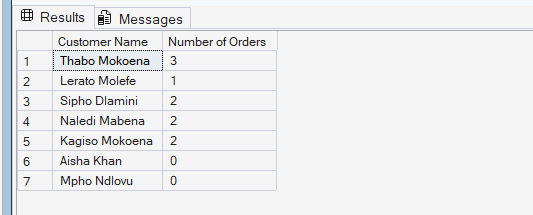 Results Messages
Customer Name Number of Orders
1 Thabo Mokoena 3
2 Lerato Molefe 1
3 Sipho Dlamini 2
4 Naledi Mabena 2
5 Kagiso Mokoena 2
6 Aisha Khan 0
7 Mpho Ndlovu 0